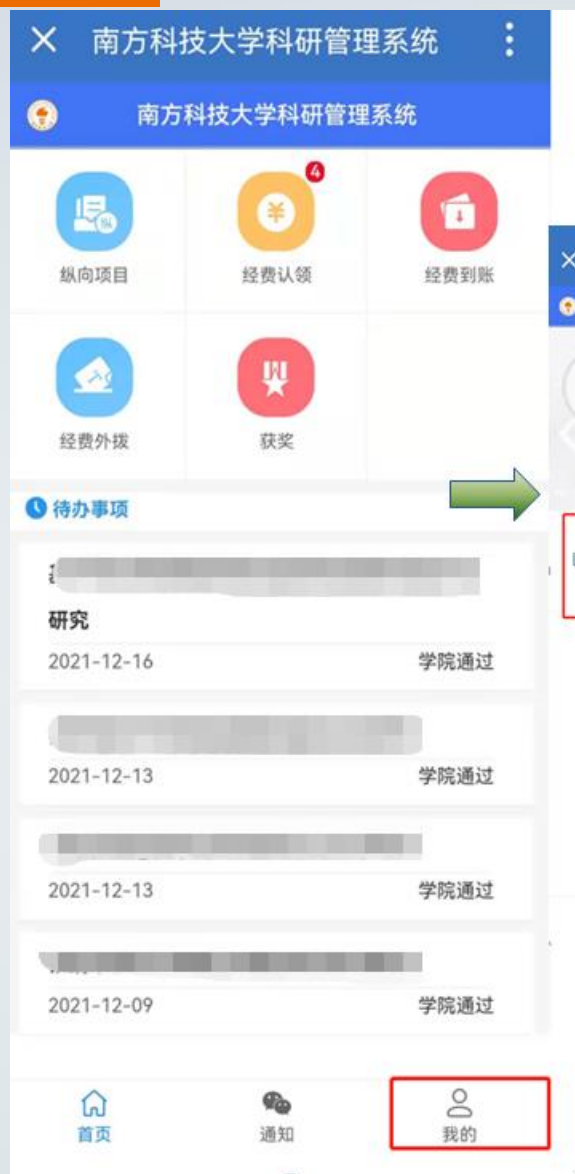 南方科技大学科研管理系统
南方科技大学科研管理系统
4
纵向项目
经费认领
经费到账
经费外拨
获奖
待办事项
研究
2021-12-16 学院通过
2021-12-13 学院通过
2021-12-13 学院通过
2021-12-09 学院通过
首页
通知
我的